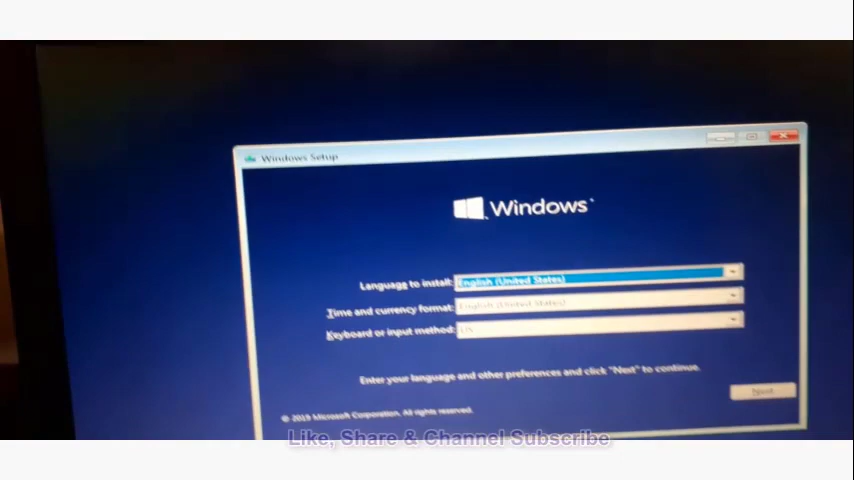 Windows Setup
Windows
Language to install: English (United States)
Time and currency format: English (United States)
Keyboard or input method: US
Enter your language and other preferences and click "Next" to continue.
Next
© 2019 Microsoft Corporation. All rights reserved.
Like, Share & Channel Subscribe